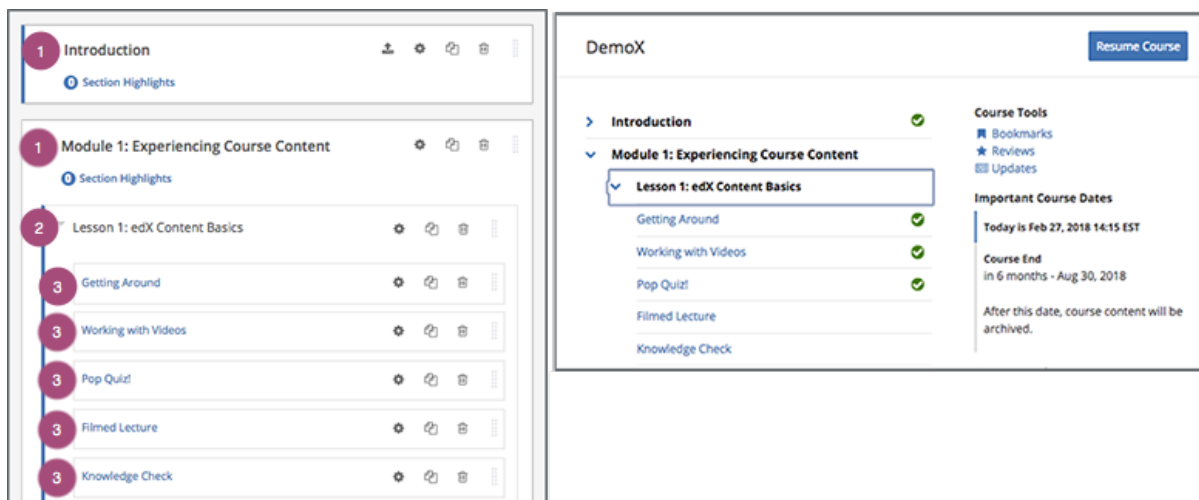 1 Introduction
0 Section Highlights
1 Module 1: Experiencing Course Content
0 Section Highlights
2 Lesson 1: edX Content Basics
3 Getting Around
3 Working with Videos
3 Pop Quiz!
3 Filmed Lecture
3 Knowledge Check
DemoX
Resume Course
Introduction
Module 1: Experiencing Course Content
Lesson 1: edX Content Basics
Getting Around
Working with Videos
Pop Quiz!
Filmed Lecture
Knowledge Check
Course Tools
Bookmarks
Reviews
Updates
Important Course Dates
Today is Feb 27, 2018 14:15 EST
Course End
in 6 months - Aug 30, 2018
After this date, course content will be
archived.